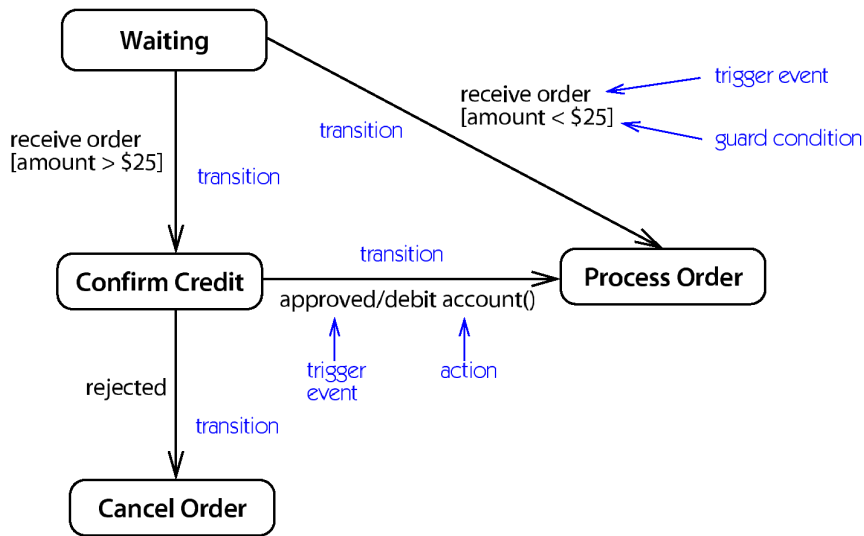 Waiting
trigger event
receive order
[amount < $25]
guard condition
transition
receive order
[amount > $25]
transition
transition
Confirm Credit
Process Order
approved/debit account()
trigger
event
action
rejected
transition
Cancel Order